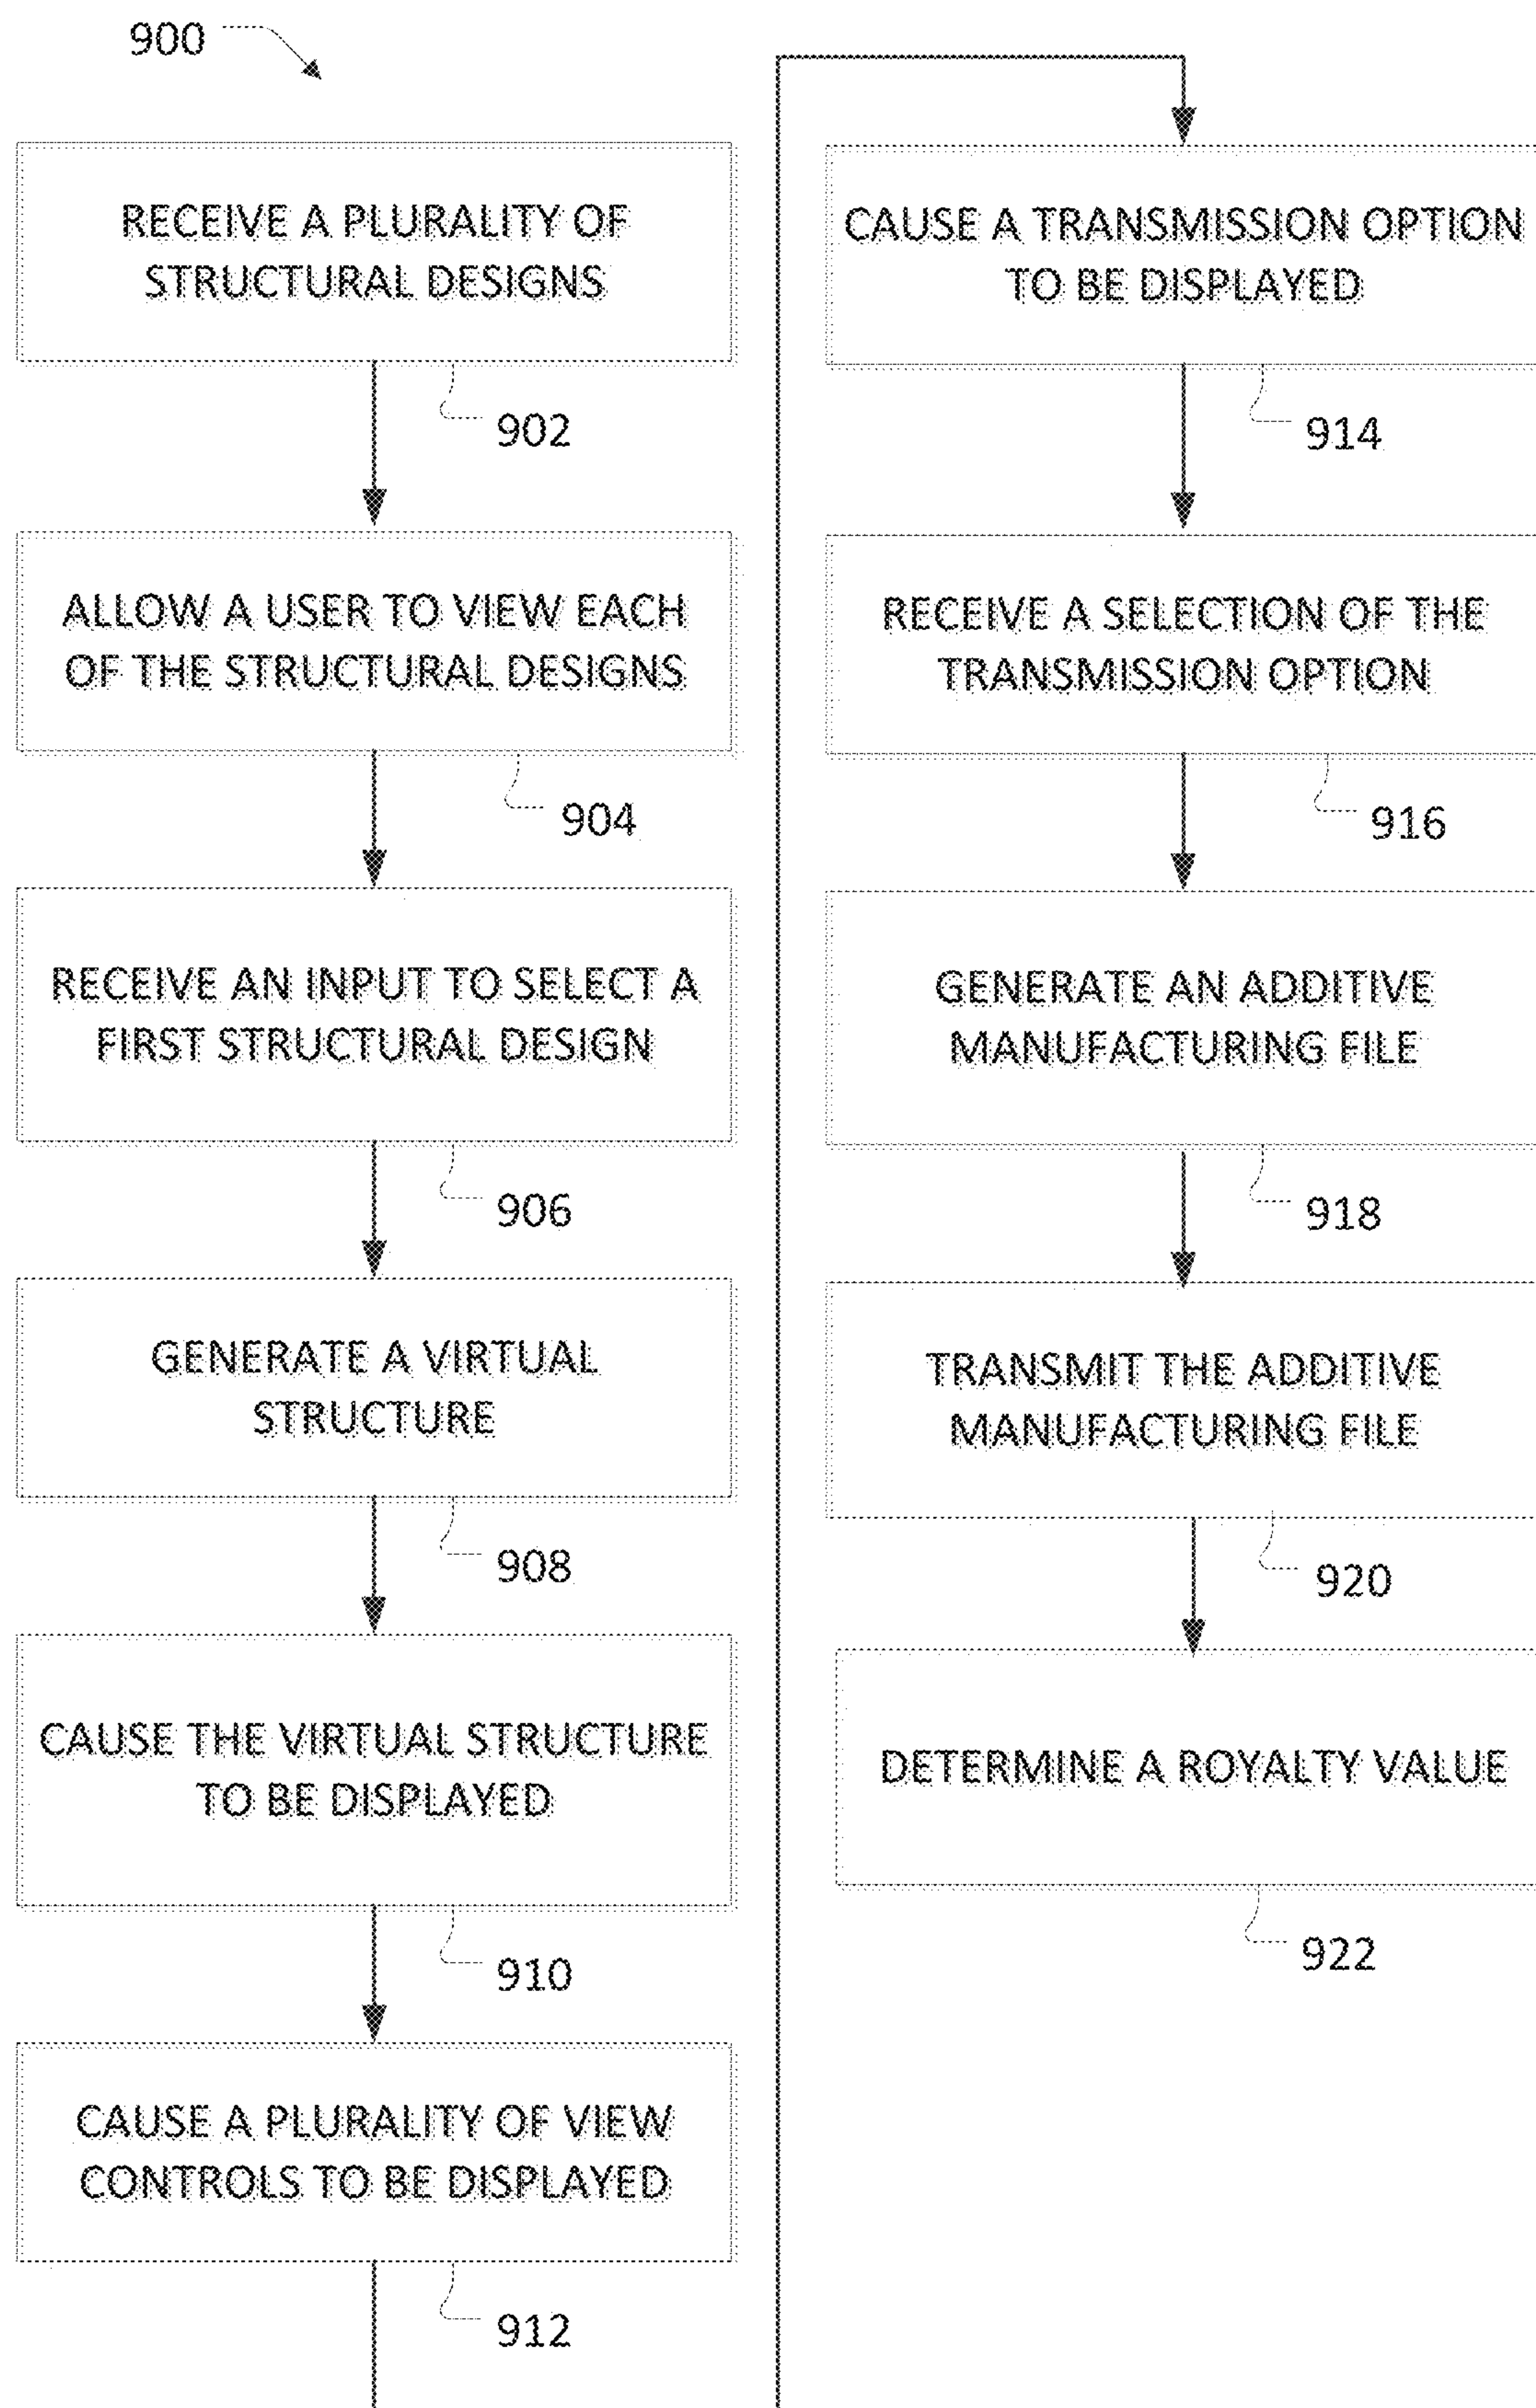 900
RECEIVE A PLURALITY OF
STRUCTURAL DESIGNS
902
ALLOW A USER TO VIEW EACH
OF THE STRUCTURAL DESIGNS
904
RECEIVE AN INPUT TO SELECT A
FIRST STRUCTURAL DESIGN
906
GENERATE A VIRTUAL
STRUCTURE
908
CAUSE THE VIRTUAL STRUCTURE
TO BE DISPLAYED
910
CAUSE A PLURALITY OF VIEW
CONTROLS TO BE DISPLAYED
912
CAUSE A TRANSMISSION OPTION
TO BE DISPLAYED
914
RECEIVE A SELECTION OF THE
TRANSMISSION OPTION
916
GENERATE AN ADDITIVE
MANUFACTURING FILE
918
TRANSMIT THE ADDITIVE
MANUFACTURING FILE
920
DETERMINE A ROYALTY VALUE
922